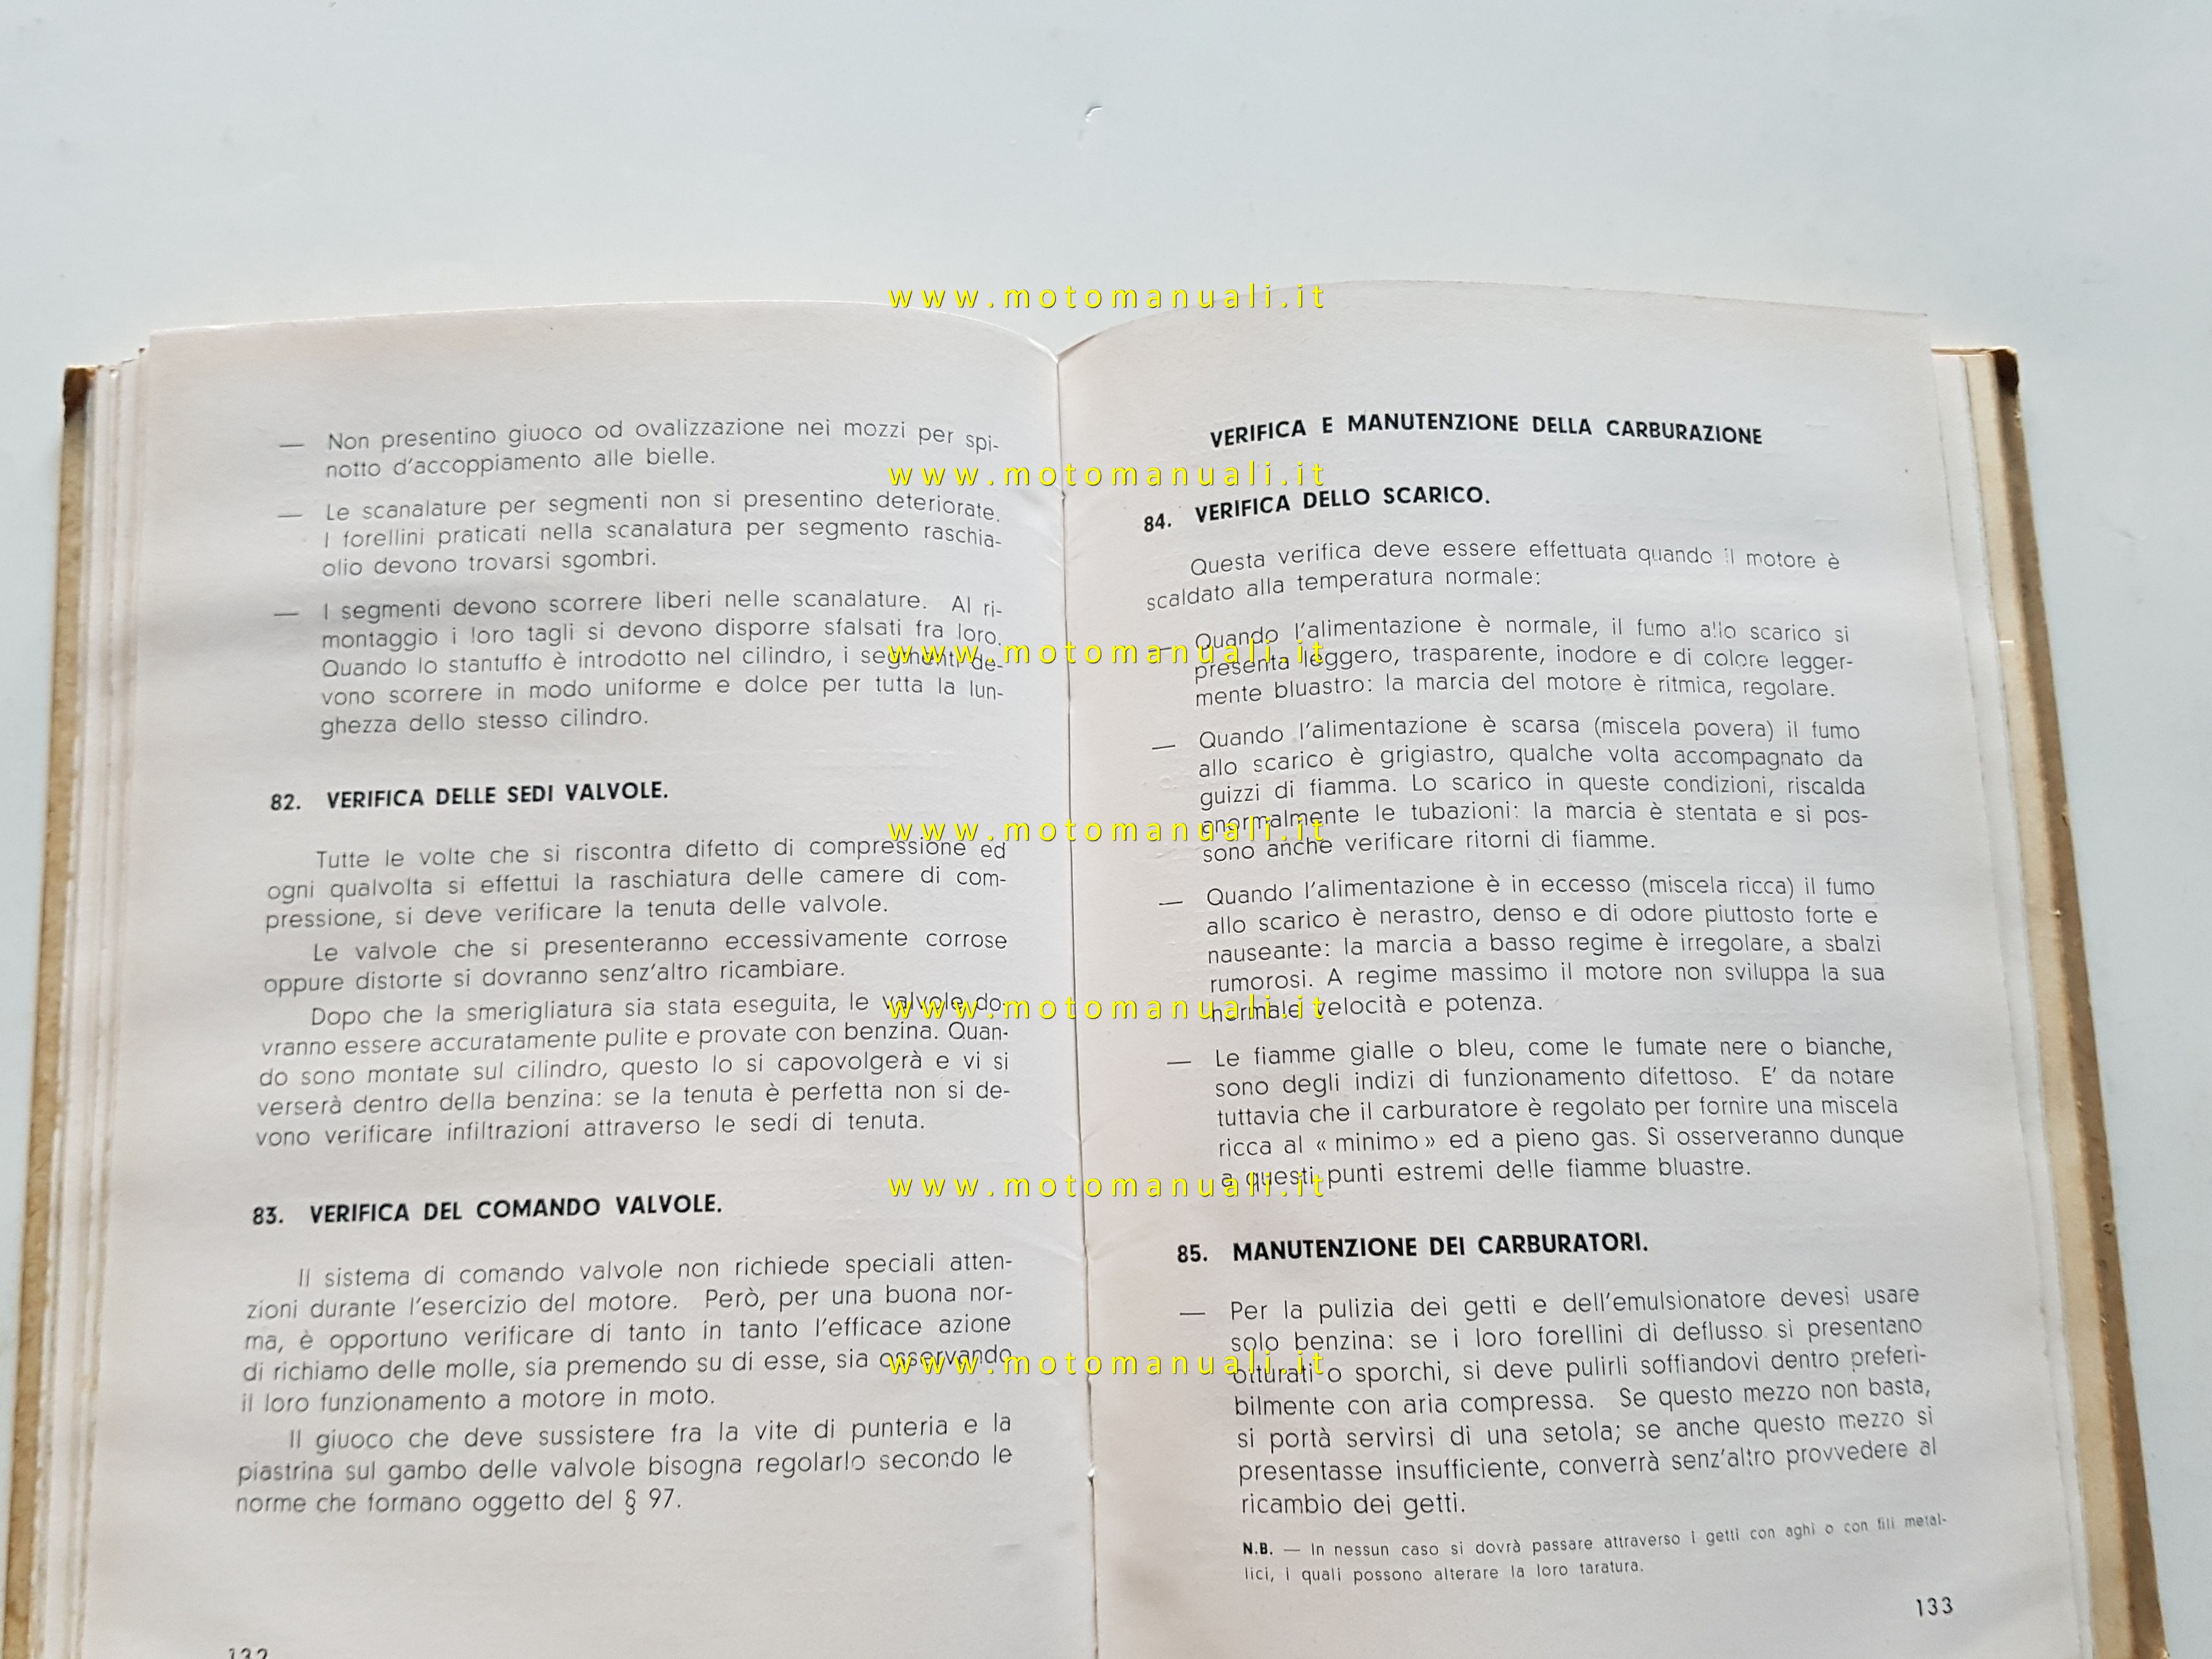 — Non presentino giuoco od ovalizzazione nei mozzi per spi-
notto d'accoppiamento alle bielle.
— Le scanalature per segmenti non si presentino deteriorate.
I forellini praticati nella scanalatura per segmento raschia-
olio devono trovarsi sgombri.
— I segmenti devono scorrere liberi nelle scanalature. Al ri-
montaggio i loro tagli si devono disporre sfalsati fra loro.
Quando lo stantuffo è introdotto nel cilindro, i segmenti de-
vono scorrere in modo uniforme e dolce per tutta la lun-
ghezza dello stesso cilindro.
82. VERIFICA DELLE SEDI VALVOLE.
Tutte le volte che si riscontra difetto di compressione ed
ogni qualvolta si effettui la raschiatura delle camere di com-
pressione, si deve verificare la tenuta delle valvole.
Le valvole che si presenteranno eccessivamente corrose
oppure distorte si dovranno senz'altro ricambiare.
Dopo che la smerigliatura sia stata eseguita, le valvole do-
vranno essere accuratamente pulite e provate con benzina. Quan-
do sono montate sul cilindro, questo lo si capovolgerà e vi si
verserà dentro della benzina: se la tenuta è perfetta non si de-
vono verificare infiltrazioni attraverso le sedi di tenuta.
83. VERIFICA DEL COMANDO VALVOLE.
Il sistema di comando valvole non richiede speciali atten-
zioni durante l'esercizio del motore. Però, per una buona nor-
ma, è opportuno verificare di tanto in tanto l'efficace azione
di richiamo delle molle, sia premendo su di esse, sia osservando
il loro funzionamento a motore in moto.
Il giuoco che deve sussistere fra la vite di punteria e la
piastrina sul gambo delle valvole bisogna regolarlo secondo le
norme che formano oggetto del § 97.
132
VERIFICA E MANUTENZIONE DELLA CARBURAZIONE
84. VERIFICA DELLO SCARICO.
Questa verifica deve essere effettuata quando il motore è
scaldato alla temperatura normale:
— Quando l'alimentazione è normale, il fumo allo scarico si
presenta leggero, trasparente, inodore e di colore legger-
mente bluastro: la marcia del motore è ritmica, regolare.
— Quando l'alimentazione è scarsa (miscela povera) il fumo
allo scarico è grigiastro, qualche volta accompagnato da
guizzi di fiamma. Lo scarico in queste condizioni, riscalda
anormalmente le tubazioni: la marcia è stentata e si pos-
sono anche verificare ritorni di fiamme.
— Quando l'alimentazione è in eccesso (miscela ricca) il fumo
allo scarico è nerastro, denso e di odore piuttosto forte e
nauseante: la marcia a basso regime è irregolare, a sbalzi
rumorosi. A regime massimo il motore non sviluppa la sua
normale velocità e potenza.
— Le fiamme gialle o bleu, come le fumate nere o bianche,
sono degli indizi di funzionamento difettoso. E' da notare
tuttavia che il carburatore è regolato per fornire una miscela
ricca al « minimo » ed a pieno gas. Si osserveranno dunque
a questi punti estremi delle fiamme bluastre.
85. MANUTENZIONE DEI CARBURATORI.
— Per la pulizia dei getti e dell'emulsionatore devesi usare
solo benzina: se i loro forellini di deflusso si presentano
otturati o sporchi, si deve pulirli soffiandovi dentro preferi-
bilmente con aria compressa. Se questo mezzo non basta,
si portà servirsi di una setola; se anche questo mezzo si
presentasse insufficiente, converrà senz'altro provvedere al
ricambio dei getti.
N.B. — In nessun caso si dovrà passare attraverso i getti con aghi o con fili metal-
lici, i quali possono alterare la loro taratura.
133
www.motomanuali.it
www.motomanuali.it
www.motomanuali.it
www.motomanuali.it
www.motomanuali.it
www.motomanuali.it
www.motomanuali.it